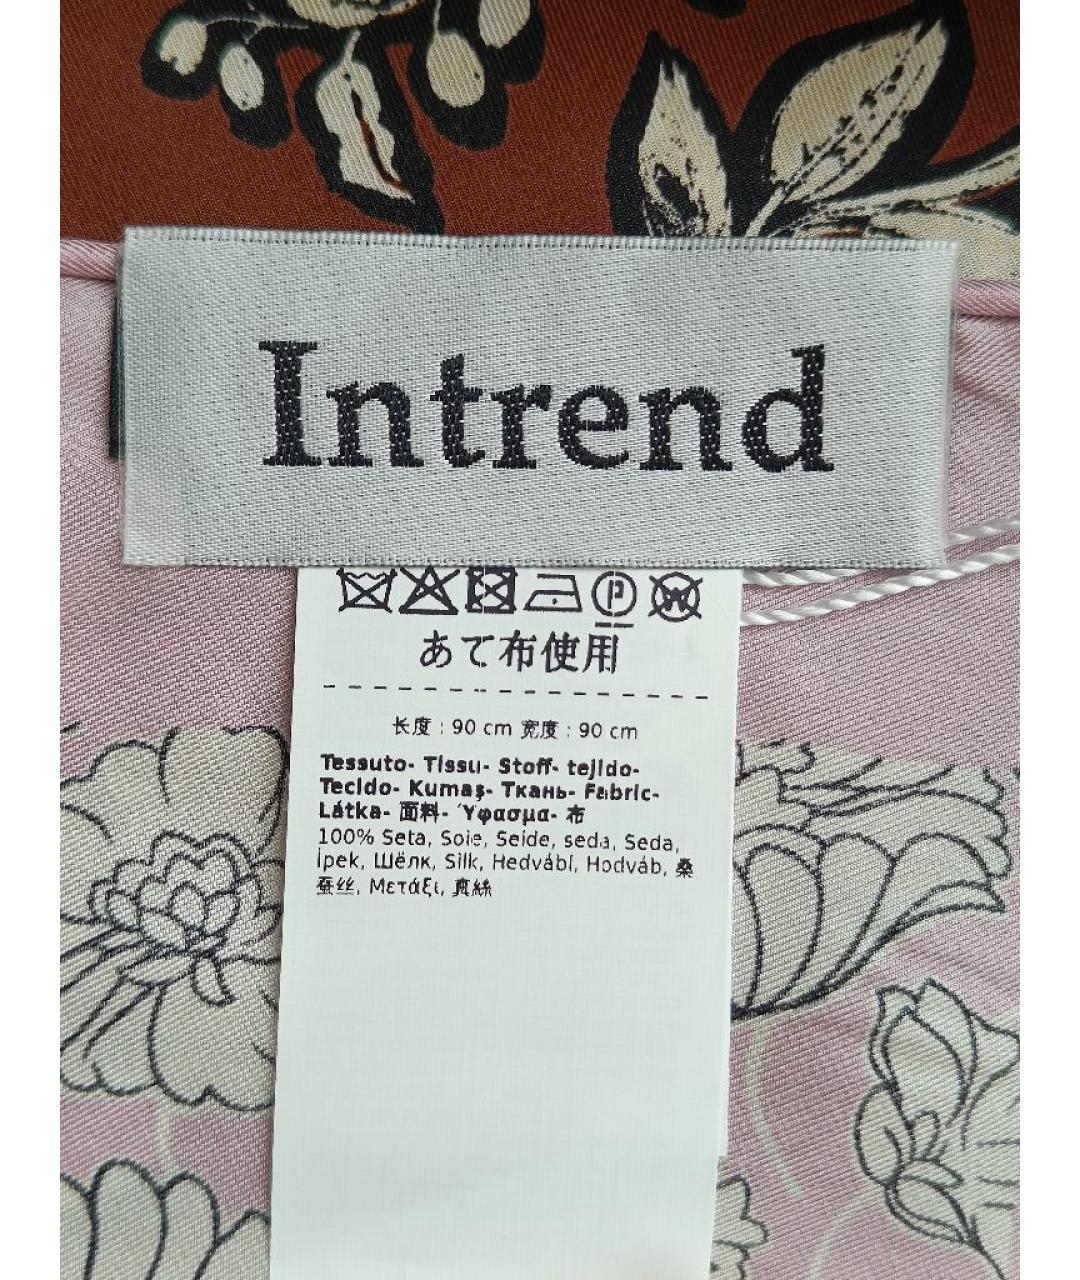 Intrend
あて布使用
长度 : 90 cm 宽度 : 90 cm
Tessuto- Tissu- Stoff- tejido-
Tecido- Kumaş- Ткань- Fabric-
Látka- 面料- Ύφασμα- 布
100% Seta, Soie, Seide, seda, Seda,
İpek, Шёлк, Silk, Hedvábí, Hodváb, 桑
蚕丝, Μετάξι, 真絲